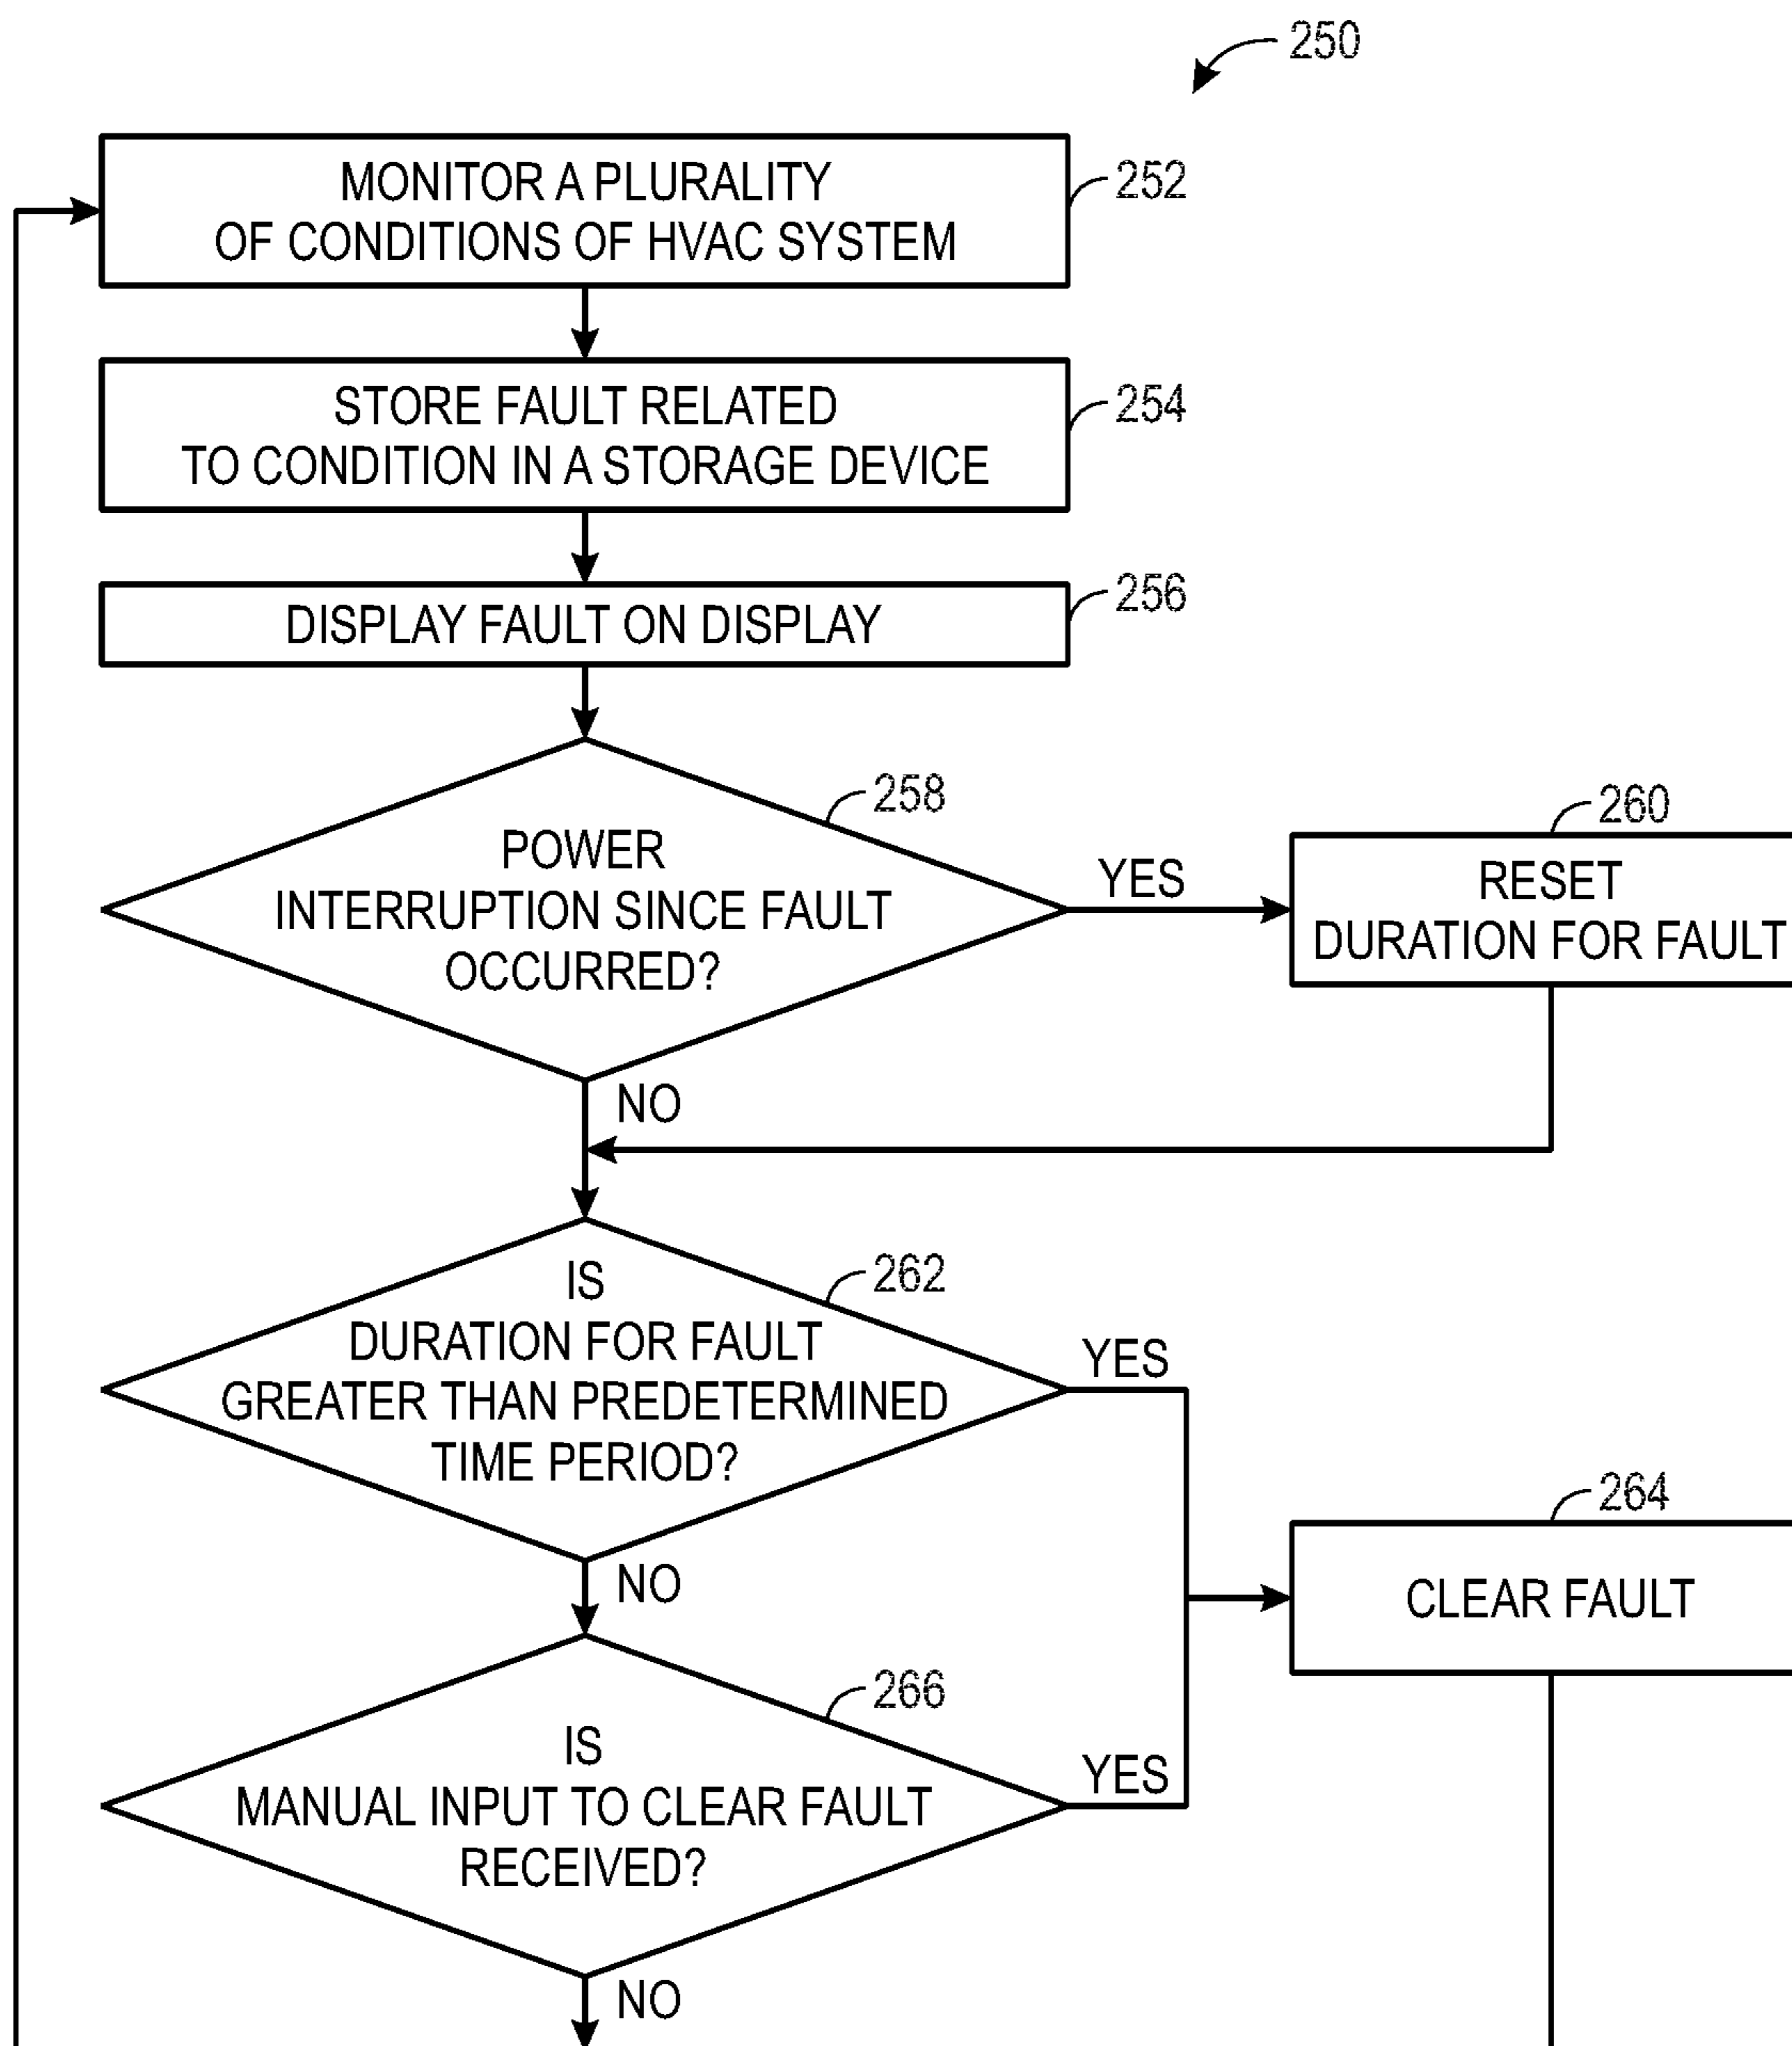 250
MONITOR A PLURALITY
OF CONDITIONS OF HVAC SYSTEM
252
STORE FAULT RELATED
TO CONDITION IN A STORAGE DEVICE
254
DISPLAY FAULT ON DISPLAY
256
258
POWER
INTERRUPTION SINCE FAULT
OCCURRED?
YES
260
RESET
DURATION FOR FAULT
NO
262
IS
DURATION FOR FAULT
GREATER THAN PREDETERMINED
TIME PERIOD?
YES
264
CLEAR FAULT
NO
266
IS
MANUAL INPUT TO CLEAR FAULT
RECEIVED?
YES
NO